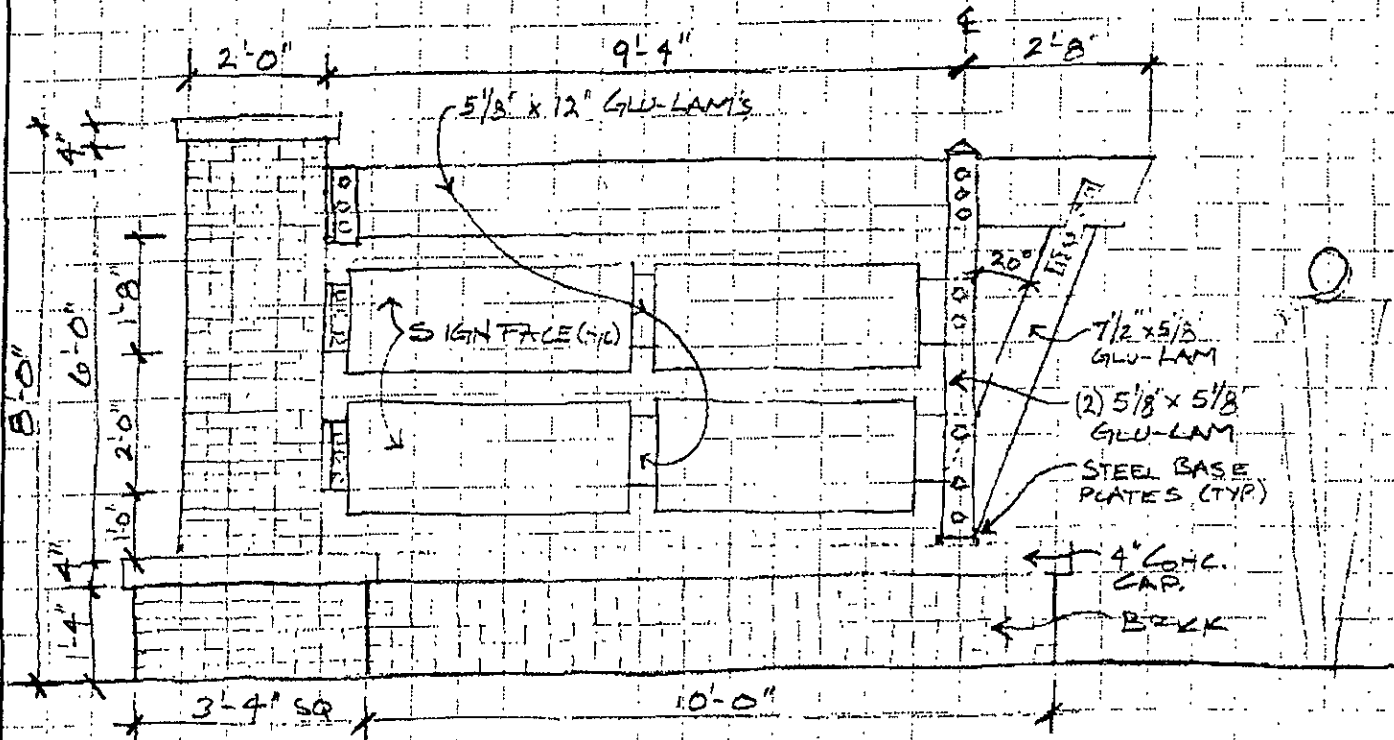 ℄
2'-0"
9'-4"
2'-8"
5 1/8" x 12" GLU-LAM'S
4"
8'-0"
6'-0"
1'-8"
2'-0"
1'-0"
4"
1'-4"
SIGN FACE
20°
7 1/2" x 5 1/8"
GLU-LAM
(2) 5 1/8" x 5 1/8"
GLU-LAM
STEEL BASE
PLATES (TYP.)
4" CONC.
CAP.
3'-4" SQ
10'-0"